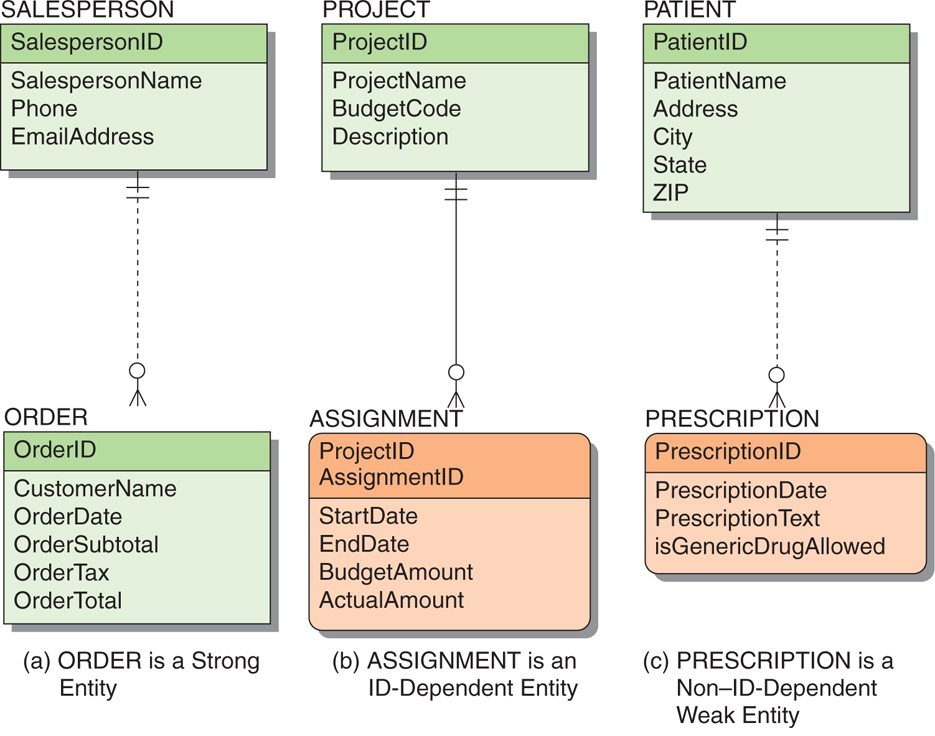 SALESPERSON
SalespersonID
SalespersonName
Phone
EmailAddress
PROJECT
ProjectID
ProjectName
BudgetCode
Description
PATIENT
PatientID
PatientName
Address
City
State
ZIP
ORDER
OrderID
CustomerName
OrderDate
OrderSubtotal
OrderTax
OrderTotal
ASSIGNMENT
ProjectID
AssignmentID
StartDate
EndDate
BudgetAmount
ActualAmount
PRESCRIPTION
PrescriptionID
PrescriptionDate
PrescriptionText
isGenericDrugAllowed
(a) ORDER is a Strong
Entity
(b) ASSIGNMENT is an
ID-Dependent Entity
(c) PRESCRIPTION is a
Non–ID-Dependent
Weak Entity